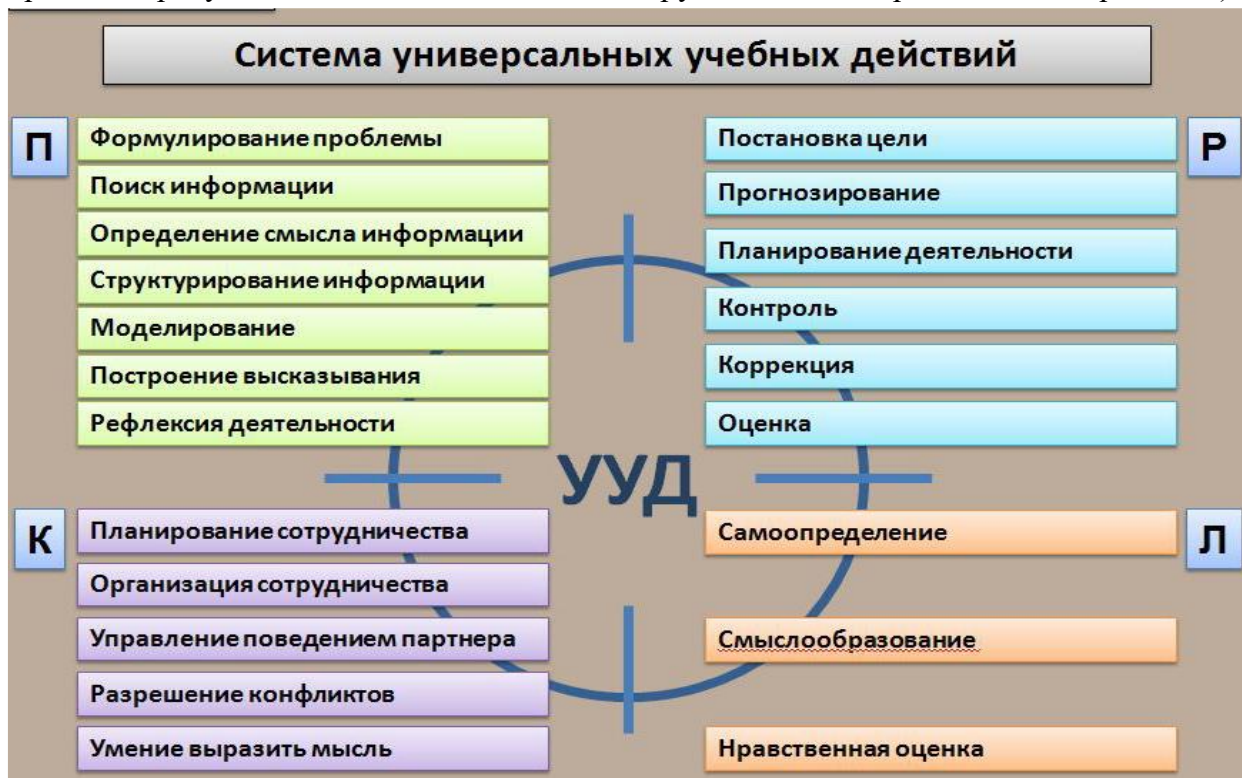 Система универсальных учебных действий
П
Формулирование проблемы
Поиск информации
Определение смысла информации
Структурирование информации
Моделирование
Построение высказывания
Рефлексия деятельности
Р
Постановка цели
Прогнозирование
Планирование деятельности
Контроль
Коррекция
Оценка
УУД
К
Планирование сотрудничества
Организация сотрудничества
Управление поведением партнера
Разрешение конфликтов
Умение выразить мысль
Л
Самоопределение
Смыслообразование
Нравственная оценка